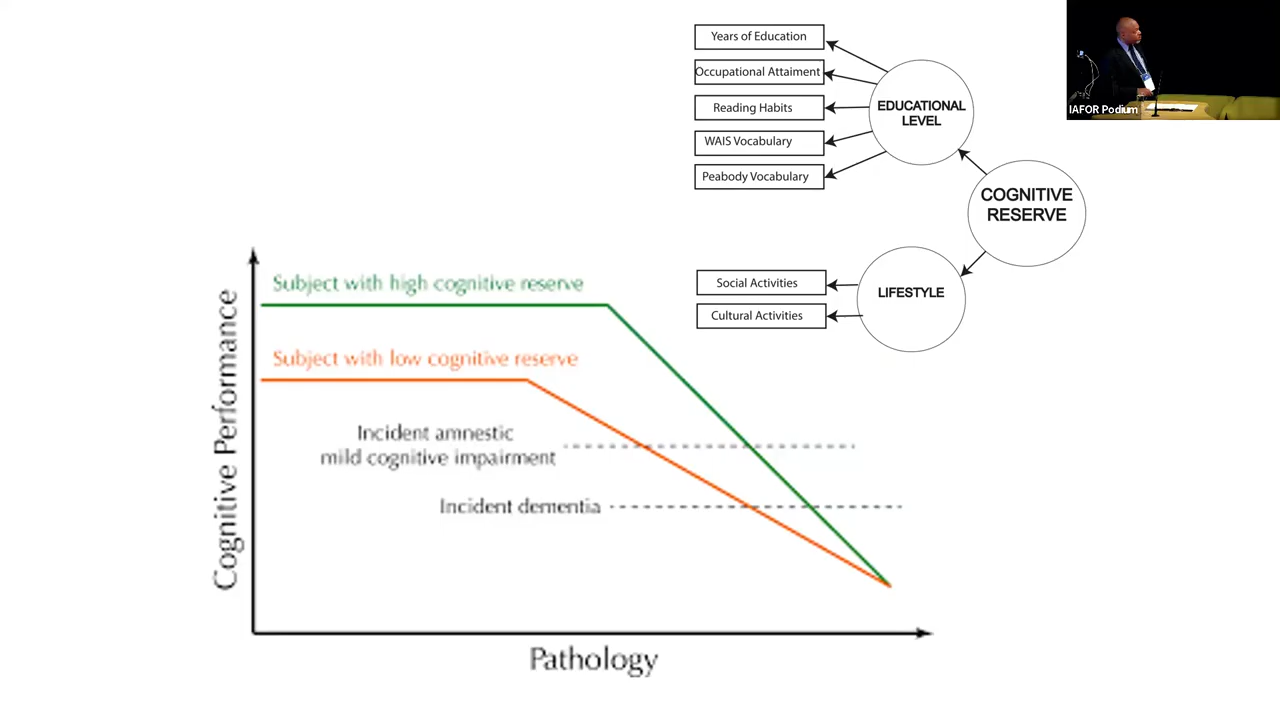 Years of Education
Occupational Attaiment
Reading Habits
WAIS Vocabulary
Peabody Vocabulary
EDUCATIONAL
LEVEL
COGNITIVE
RESERVE
Social Activities
Cultural Activities
LIFESTYLE
IAFOR Podium
Cognitive Performance
Subject with high cognitive reserve
Subject with low cognitive reserve
Incident amnestic
mild cognitive impairment
Incident dementia
Pathology